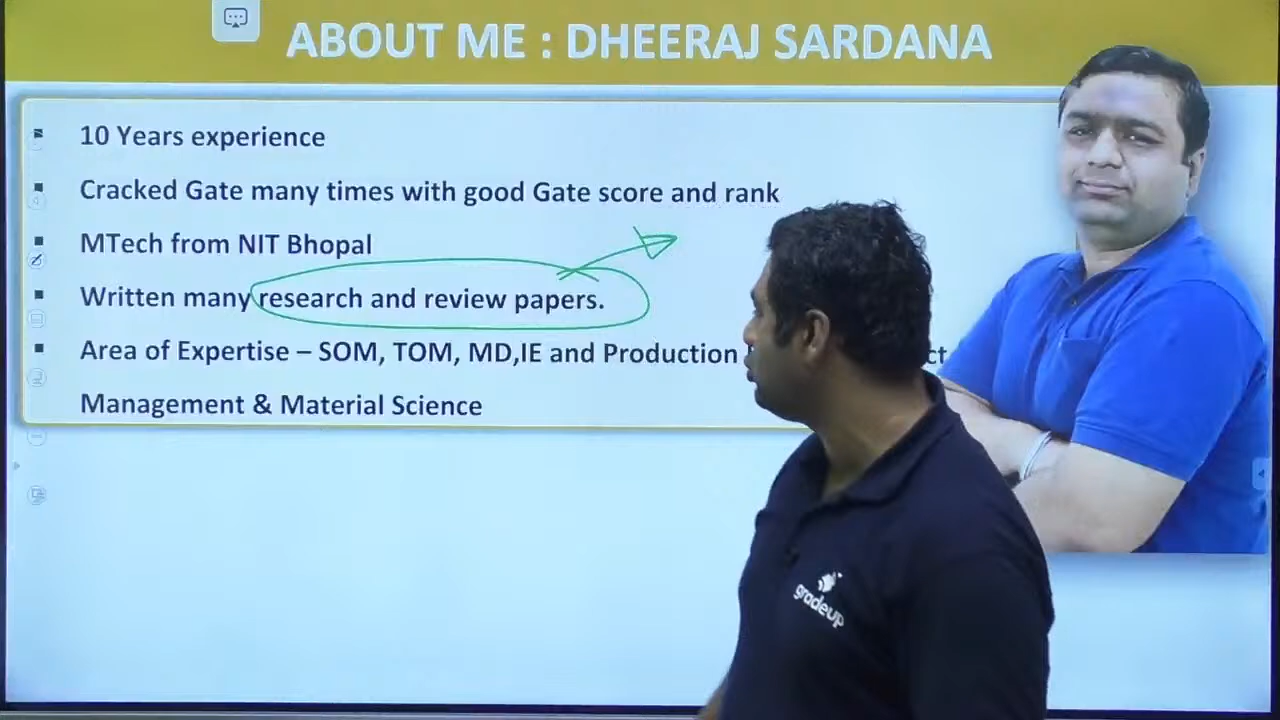 ABOUT ME : DHEERAJ SARDANA
10 Years experience
Cracked Gate many times with good Gate score and rank
MTech from NIT Bhopal
Written many research and review papers.
Area of Expertise – SOM, TOM, MD,IE and Production ct
Management & Material Science
gradeup